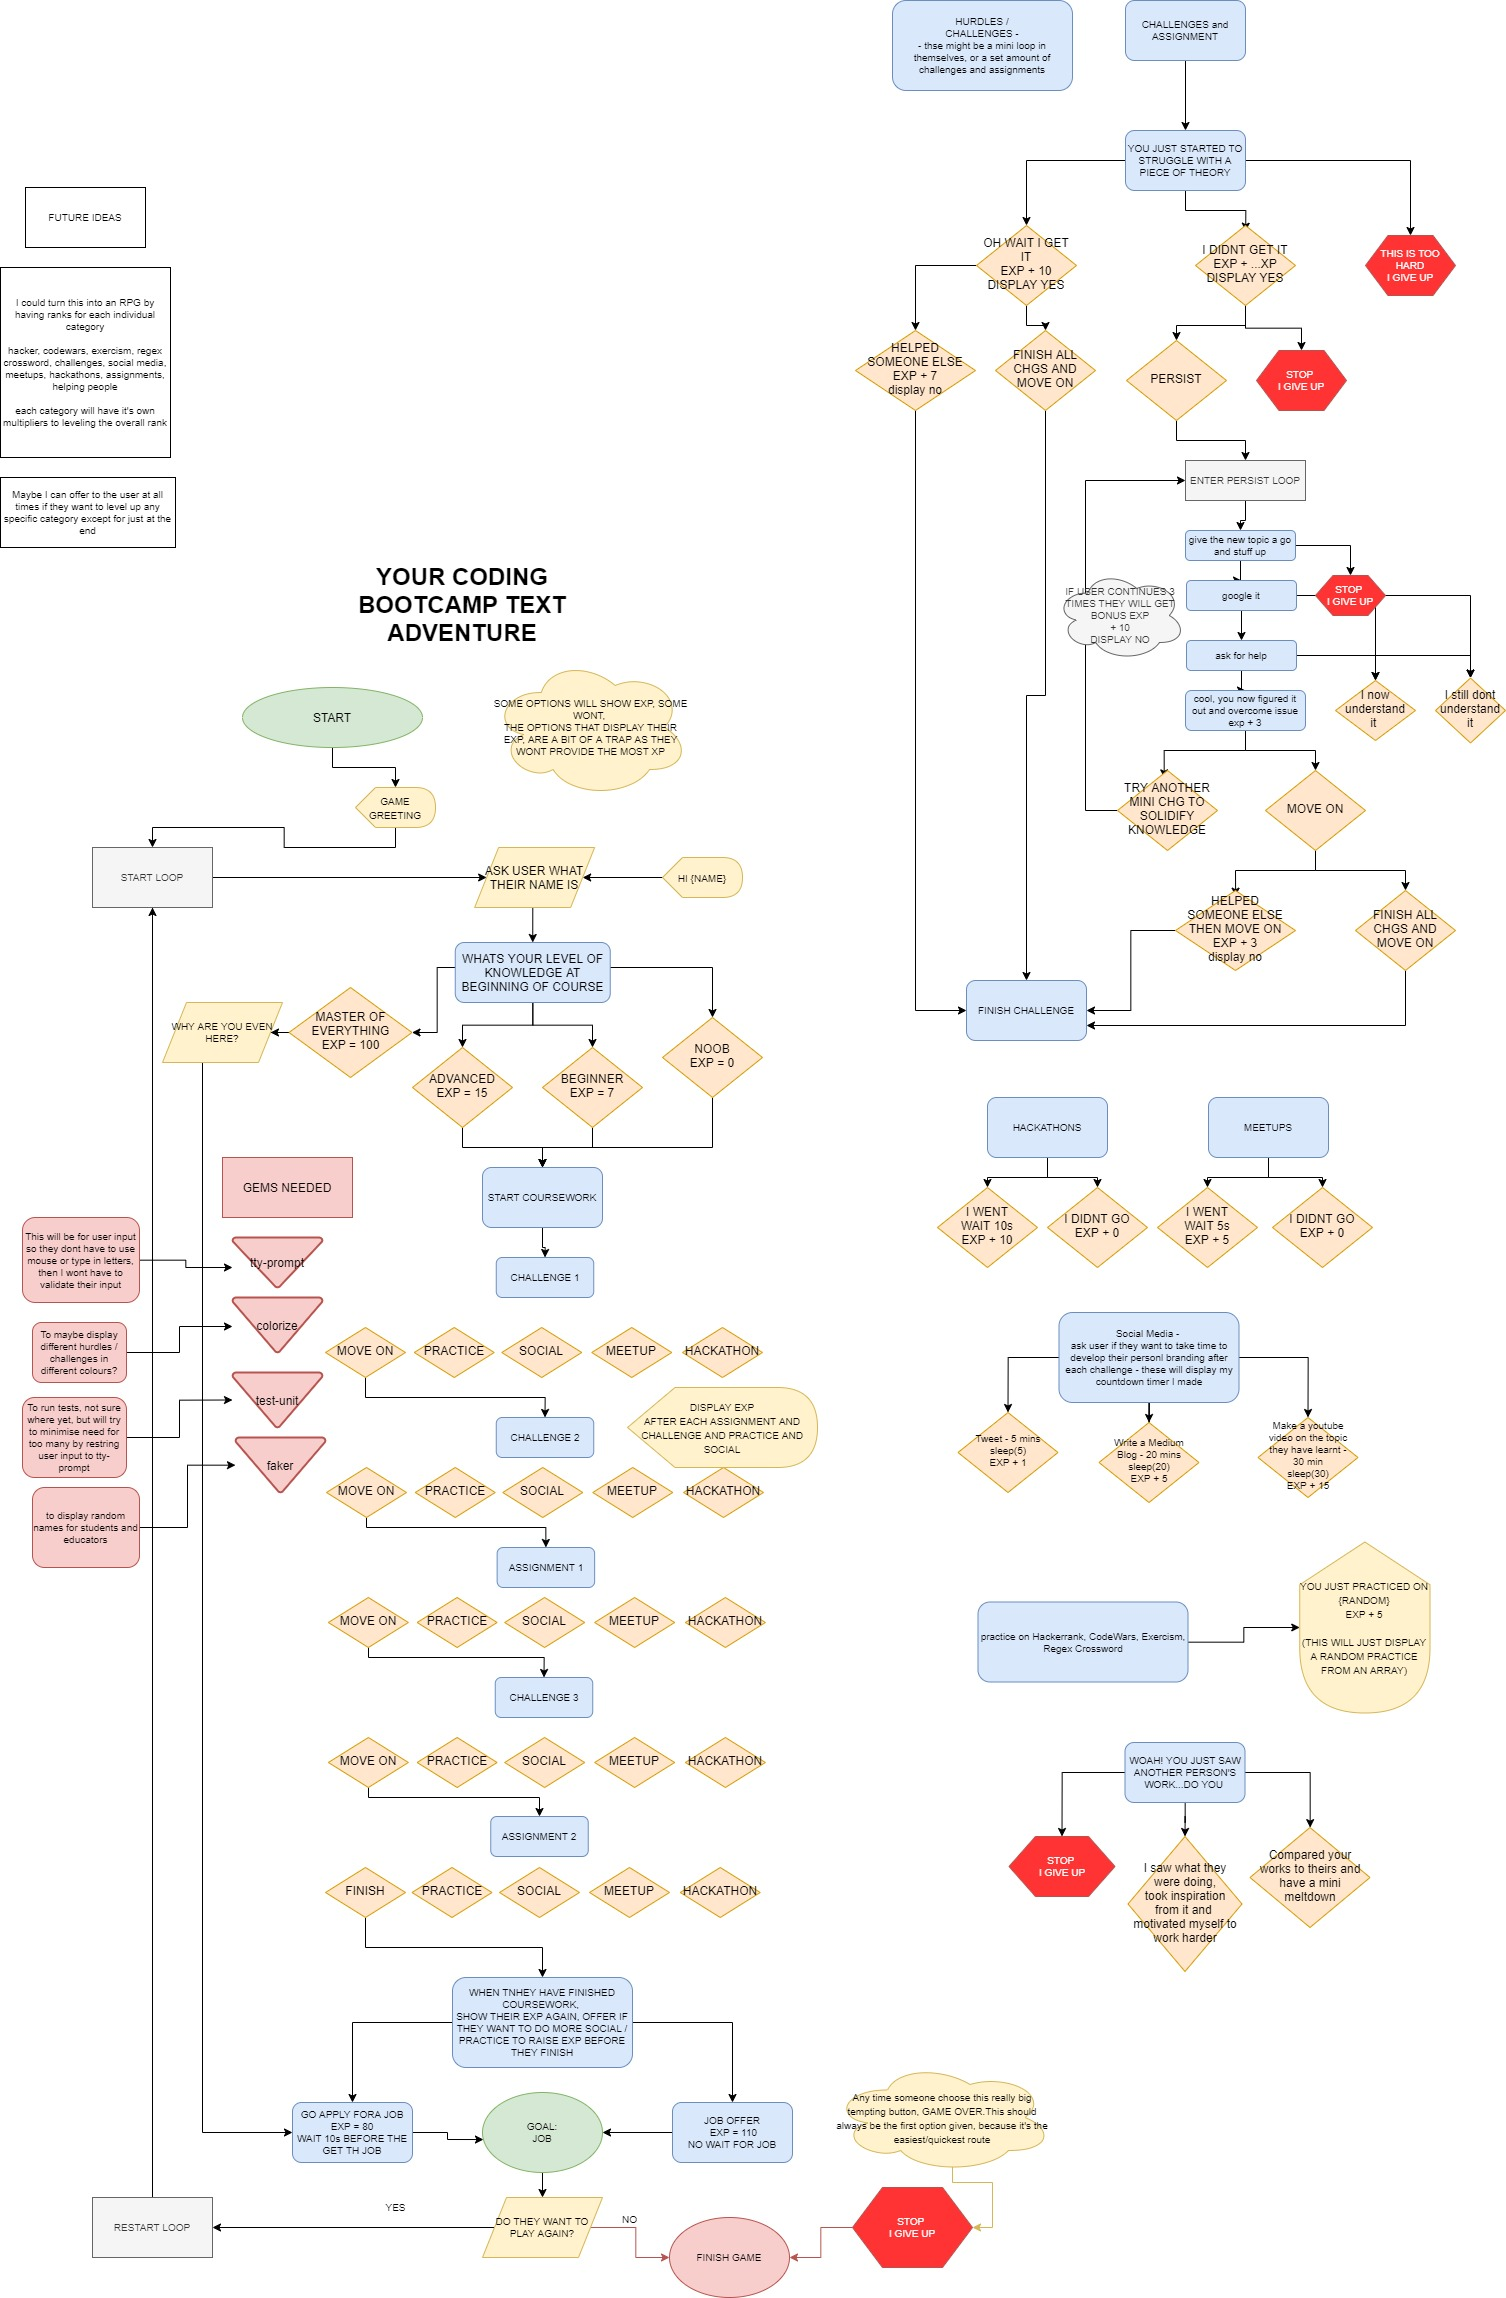 HURDLES /
CHALLENGES -
- thse might be a mini loop in
themselves, or a set amount of
challenges and assignments
CHALLENGES and
ASSIGNMENT
YOU JUST STARTED TO
STRUGGLE WITH A
PIECE OF THEORY
OH WAIT I GET
IT
EXP + 10
DISPLAY YES
I DIDNT GET IT
EXP + ...XP
DISPLAY YES
THIS IS TOO
HARD
I GIVE UP
HELPED
SOMEONE ELSE
EXP + 7
display no
FINISH ALL
CHGS AND
MOVE ON
PERSIST
STOP
I GIVE UP
ENTER PERSIST LOOP
give the new topic a go
and stuff up
google it
STOP
I GIVE UP
IF USER CONTINUES 3
TIMES THEY WILL GET
BONUS EXP
+ 10
DISPLAY NO
ask for help
cool, you now figured it
out and overcome issue
exp + 3
I now
understand
it
I still dont
understand
it
TRY ANOTHER
MINI CHG TO
SOLIDIFY
KNOWLEDGE
MOVE ON
HELPED
SOMEONE ELSE
THEN MOVE ON
EXP + 3
display no
FINISH ALL
CHGS AND
MOVE ON
FINISH CHALLENGE
FUTURE IDEAS
I could turn this into an RPG by
having ranks for each individual
category
hacker, codewars, exercism, regex
crossword, challenges, social media,
meetups, hackathons, assignments,
helping people
each category will have it's own
multipliers to leveling the overall rank
Maybe I can offer to the user at all
times if they want to level up any
specific category except for just at the
end
YOUR CODING
BOOTCAMP TEXT
ADVENTURE
START
SOME OPTIONS WILL SHOW EXP, SOME
WONT,
THE OPTIONS THAT DISPLAY THEIR
EXP, ARE A BIT OF A TRAP AS THEY
WONT PROVIDE THE MOST XP
GAME
GREETING
START LOOP
ASK USER WHAT
THEIR NAME IS
HI {NAME}
WHATS YOUR LEVEL OF
KNOWLEDGE AT
BEGINNING OF COURSE
WHY ARE YOU EVEN
HERE?
MASTER OF
EVERYTHING
EXP = 100
ADVANCED
EXP = 15
BEGINNER
EXP = 7
NOOB
EXP = 0
START COURSEWORK
GEMS NEEDED
This will be for user input
so they dont have to use
mouse or type in letters,
then I wont have to
validate their input
tty-prompt
To maybe display
different hurdles /
challenges in
different colours?
colorize
To run tests, not sure
where yet, but will try
to minimise need for
too many by restring
user input to tty-
prompt
test-unit
to display random
names for students and
educators
faker
CHALLENGE 1
MOVE ON
PRACTICE
SOCIAL
MEETUP
HACKATHON
CHALLENGE 2
DISPLAY EXP
AFTER EACH ASSIGNMENT AND
CHALLENGE AND PRACTICE AND
SOCIAL
MOVE ON
PRACTICE
SOCIAL
MEETUP
HACKATHON
ASSIGNMENT 1
MOVE ON
PRACTICE
SOCIAL
MEETUP
HACKATHON
CHALLENGE 3
MOVE ON
PRACTICE
SOCIAL
MEETUP
HACKATHON
ASSIGNMENT 2
FINISH
PRACTICE
SOCIAL
MEETUP
HACKATHON
WHEN TNHEY HAVE FINISHED
COURSEWORK,
SHOW THEIR EXP AGAIN, OFFER IF
THEY WANT TO DO MORE SOCIAL /
PRACTICE TO RAISE EXP BEFORE
THEY FINISH
GO APPLY FORA JOB
EXP = 80
WAIT 10s BEFORE THE
GET TH JOB
GOAL:
JOB
JOB OFFER
EXP = 110
NO WAIT FOR JOB
RESTART LOOP
YES
DO THEY WANT TO
PLAY AGAIN?
NO
FINISH GAME
HACKATHONS
MEETUPS
I WENT
WAIT 10s
EXP + 10
I DIDNT GO
EXP + 0
I WENT
WAIT 5s
EXP + 5
I DIDNT GO
EXP + 0
Social Media -
ask user if they want to take time to
develop their personl branding after
each challenge - these will display my
countdown timer I made
Tweet - 5 mins
sleep(5)
EXP + 1
Write a Medium
Blog - 20 mins
sleep(20)
EXP + 5
Make a youtube
video on the topic
they have learnt -
30 min
sleep(30)
EXP + 15
practice on Hackerrank, CodeWars, Exercism,
Regex Crossword
YOU JUST PRACTICED ON
{RANDOM}
EXP + 5
(THIS WILL JUST DISPLAY
A RANDOM PRACTICE
FROM AN ARRAY)
WOAH! YOU JUST SAW
ANOTHER PERSON'S
WORK...DO YOU
STOP
I GIVE UP
I saw what they
were doing,
took inspiration
from it and
motivated myself to
work harder
Compared your
works to theirs and
have a mini
meltdown
Any time someone choose this really big
tempting button, GAME OVER.This should
always be the first option given, because it's the
easiest/quickest route
STOP
I GIVE UP